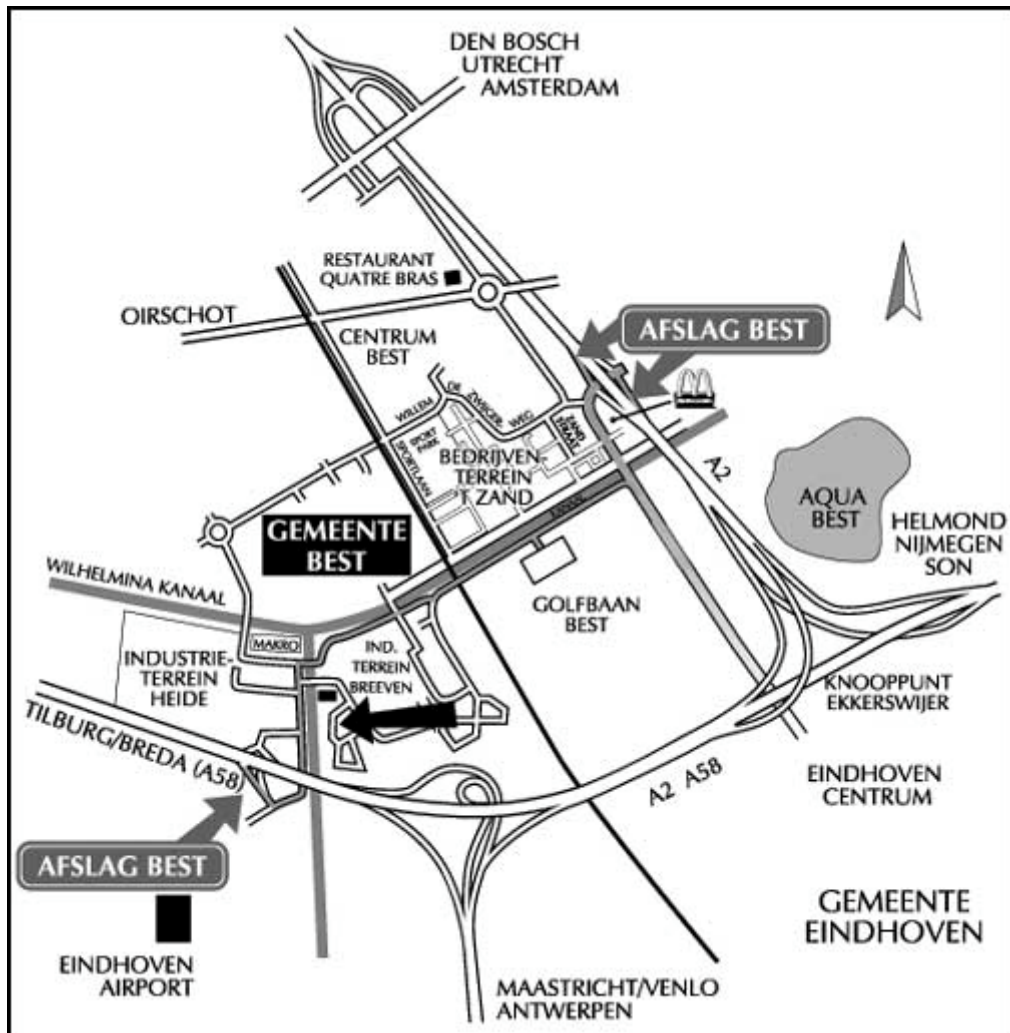 DEN BOSCH
UTRECHT
AMSTERDAM
RESTAURANT
QUATRE BRAS
OIRSCHOT
CENTRUM
BEST
AFSLAG BEST
WILLEM DE ZWIJGER-WEG
SPORT
PARK
SPORTLAAN
ZAND
STRAAT
BEDRIJVEN-
TERREIN
'T ZAND
A2
AQUA
BEST
HELMOND
NIJMEGEN
SON
GEMEENTE
BEST
KANAAL
WILHELMINA KANAAL
GOLFBAAN
BEST
MAKRO
IND.
TERREIN
BREEVEN
INDUSTRIE-
TERREIN
HEIDE
KNOOPPUNT
EKKERSWIJER
TILBURG/BREDA (A58)
A2 A58
EINDHOVEN
CENTRUM
AFSLAG BEST
GEMEENTE
EINDHOVEN
EINDHOVEN
AIRPORT
MAASTRICHT/VENLO
ANTWERPEN